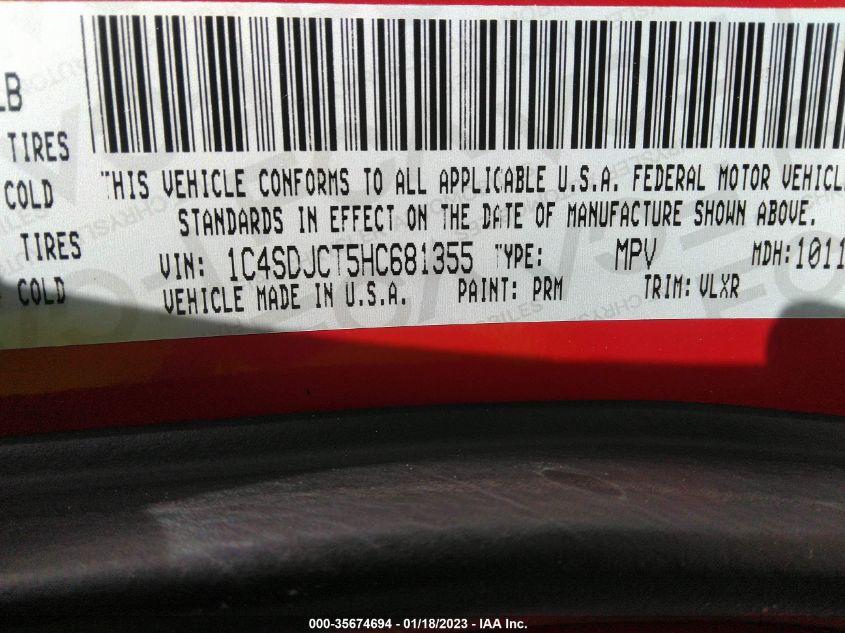 LB
TIRES
COLD
TIRES
COLD
THIS VEHICLE CONFORMS TO ALL APPLICABLE U.S.A. FEDERAL MOTOR VEHICLE
STANDARDS IN EFFECT ON THE DATE OF MANUFACTURE SHOWN ABOVE.
VIN: 1C4SDJCT5HC681355 TYPE: MPV MDH: 1011
VEHICLE MADE IN U.S.A. PAINT: PRM TRIM: VLXR
000-35674694 - 01/18/2023 - IAA Inc.